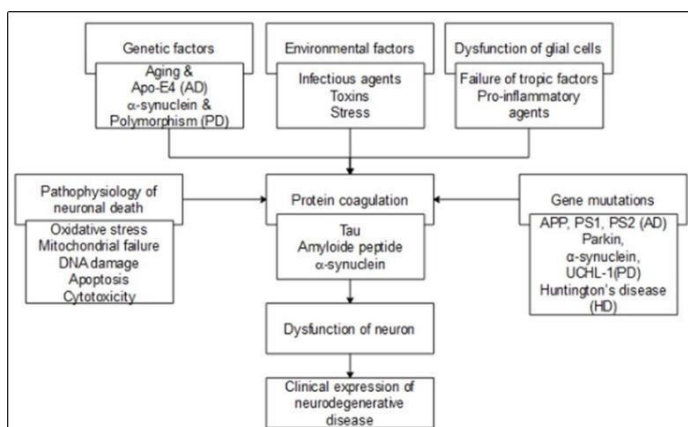 Genetic factors
Aging &
Apo-E4 (AD)
α-synuclein &
Polymorphism (PD)
Environmental factors
Infectious agents
Toxins
Stress
Dysfunction of glial cells
Failure of tropic factors
Pro-inflammatory
agents
Pathophysiology of
neuronal death
Oxidative stress
Mitochondrial failure
DNA damage
Apoptosis
Cytotoxicity
Protein coagulation
Tau
Amyloide peptide
α-synuclein
Gene muutations
APP, PS1, PS2 (AD)
Parkin,
α-synuclein,
UCHL-1(PD)
Huntington's disease
(HD)
Dysfunction of neuron
Clinical expression of
neurodegenerative
disease